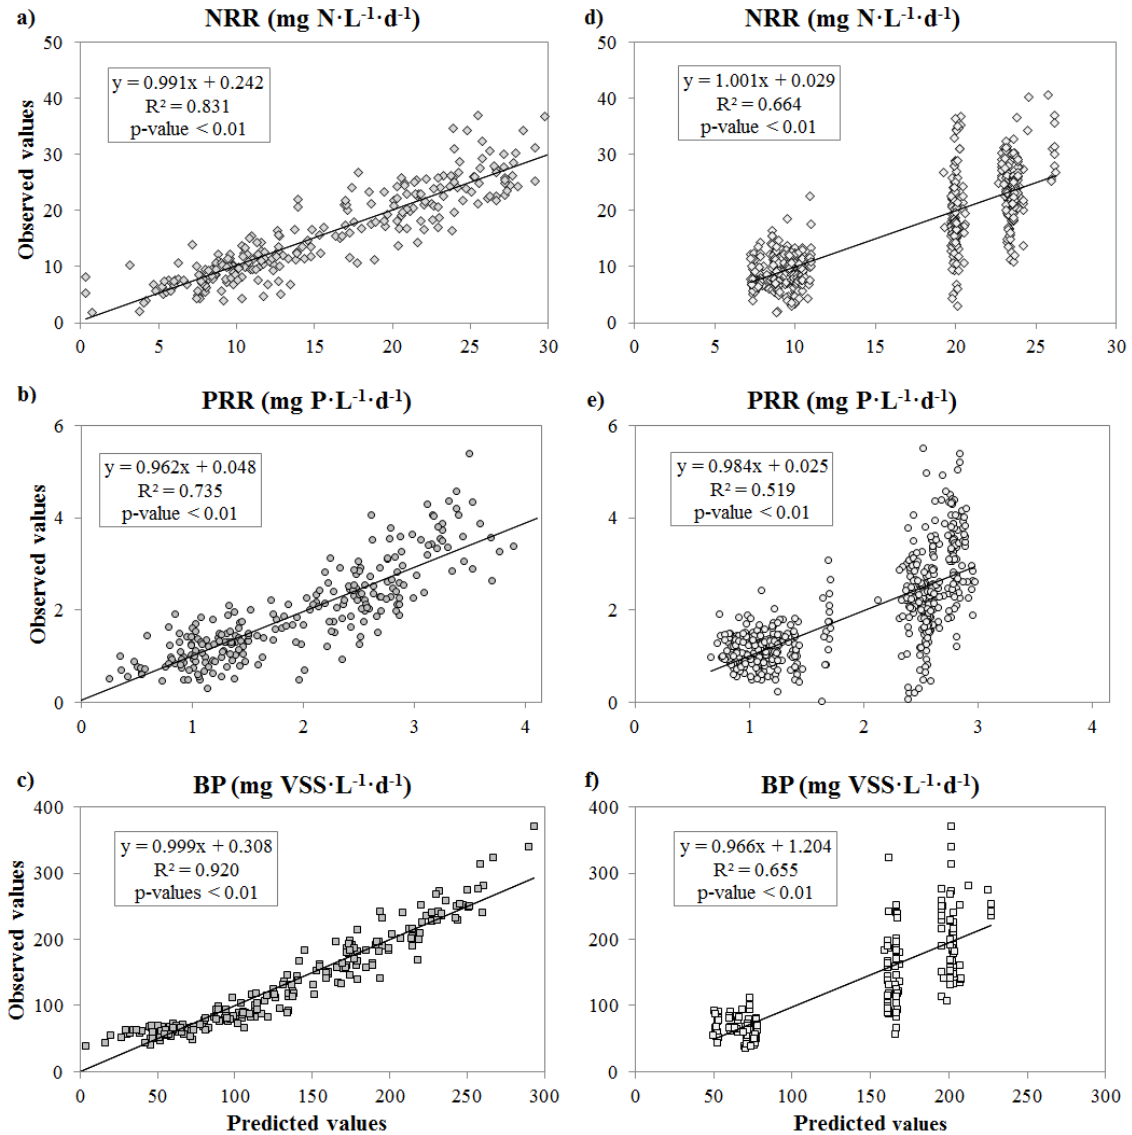 a)
NRR (mg N·L⁻¹·d⁻¹)
50
40
30
20
10
0
Observed values
y = 0.991x + 0.242
R² = 0.831
p-value < 0.01
0 5 10 15 20 25 30
d)
NRR (mg N·L⁻¹·d⁻¹)
50
40
30
20
10
0
y = 1.001x + 0.029
R² = 0.664
p-value < 0.01
0 5 10 15 20 25 30
b)
PRR (mg P·L⁻¹·d⁻¹)
6
4
2
0
Observed values
y = 0.962x + 0.048
R² = 0.735
p-value < 0.01
0 1 2 3 4
e)
PRR (mg P·L⁻¹·d⁻¹)
6
4
2
0
y = 0.984x + 0.025
R² = 0.519
p-value < 0.01
0 1 2 3 4
c)
BP (mg VSS·L⁻¹·d⁻¹)
400
300
200
100
0
Observed values
y = 0.999x + 0.308
R² = 0.920
p-values < 0.01
0 50 100 150 200 250 300
Predicted values
f)
BP (mg VSS·L⁻¹·d⁻¹)
400
300
200
100
0
y = 0.966x + 1.204
R² = 0.655
p-value < 0.01
0 50 100 150 200 250 300
Predicted values